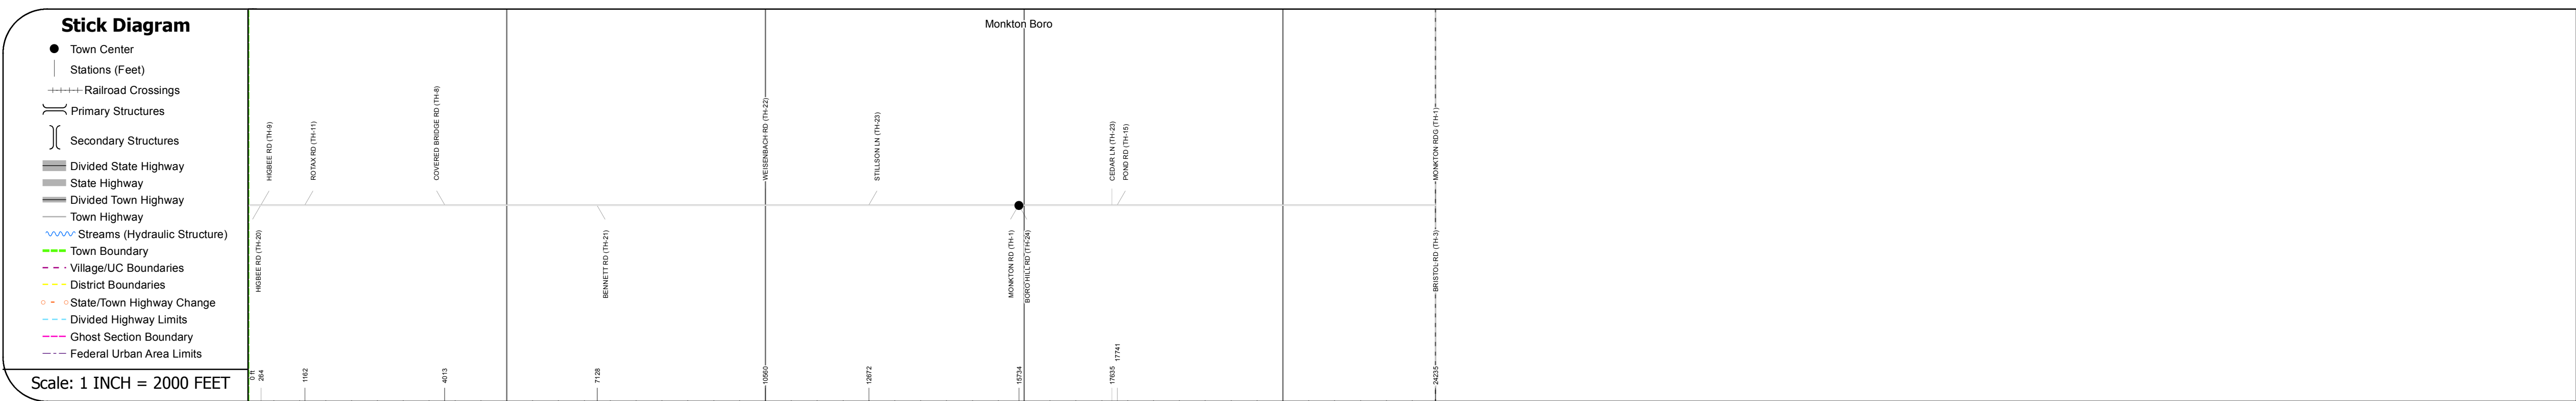 Stick Diagram
Town Center
Stations (Feet)
Railroad Crossings
Primary Structures
Secondary Structures
Divided State Highway
State Highway
Divided Town Highway
Town Highway
Streams (Hydraulic Structure)
Town Boundary
Village/UC Boundaries
District Boundaries
State/Town Highway Change
Divided Highway Limits
Ghost Section Boundary
Federal Urban Area Limits
Scale: 1 INCH = 2000 FEET
Monkton Boro
HIGBEE RD (TH-9)
ROTAX RD (TH-11)
COVERED BRIDGE RD (TH-8)
WEISENBACH RD (TH-22)
STILLSON LN (TH-23)
CEDAR LN (TH-23)
POND RD (TH-15)
MONKTON RDG (TH-1)
HIGBEE RD (TH-20)
BENNETT RD (TH-21)
MONKTON RD (TH-1)
BORO HILL RD (TH-24)
BRISTOL RD (TH-3)
0 ft
264
1162
4013
7128
10560
12672
15734
17635
17741
24235